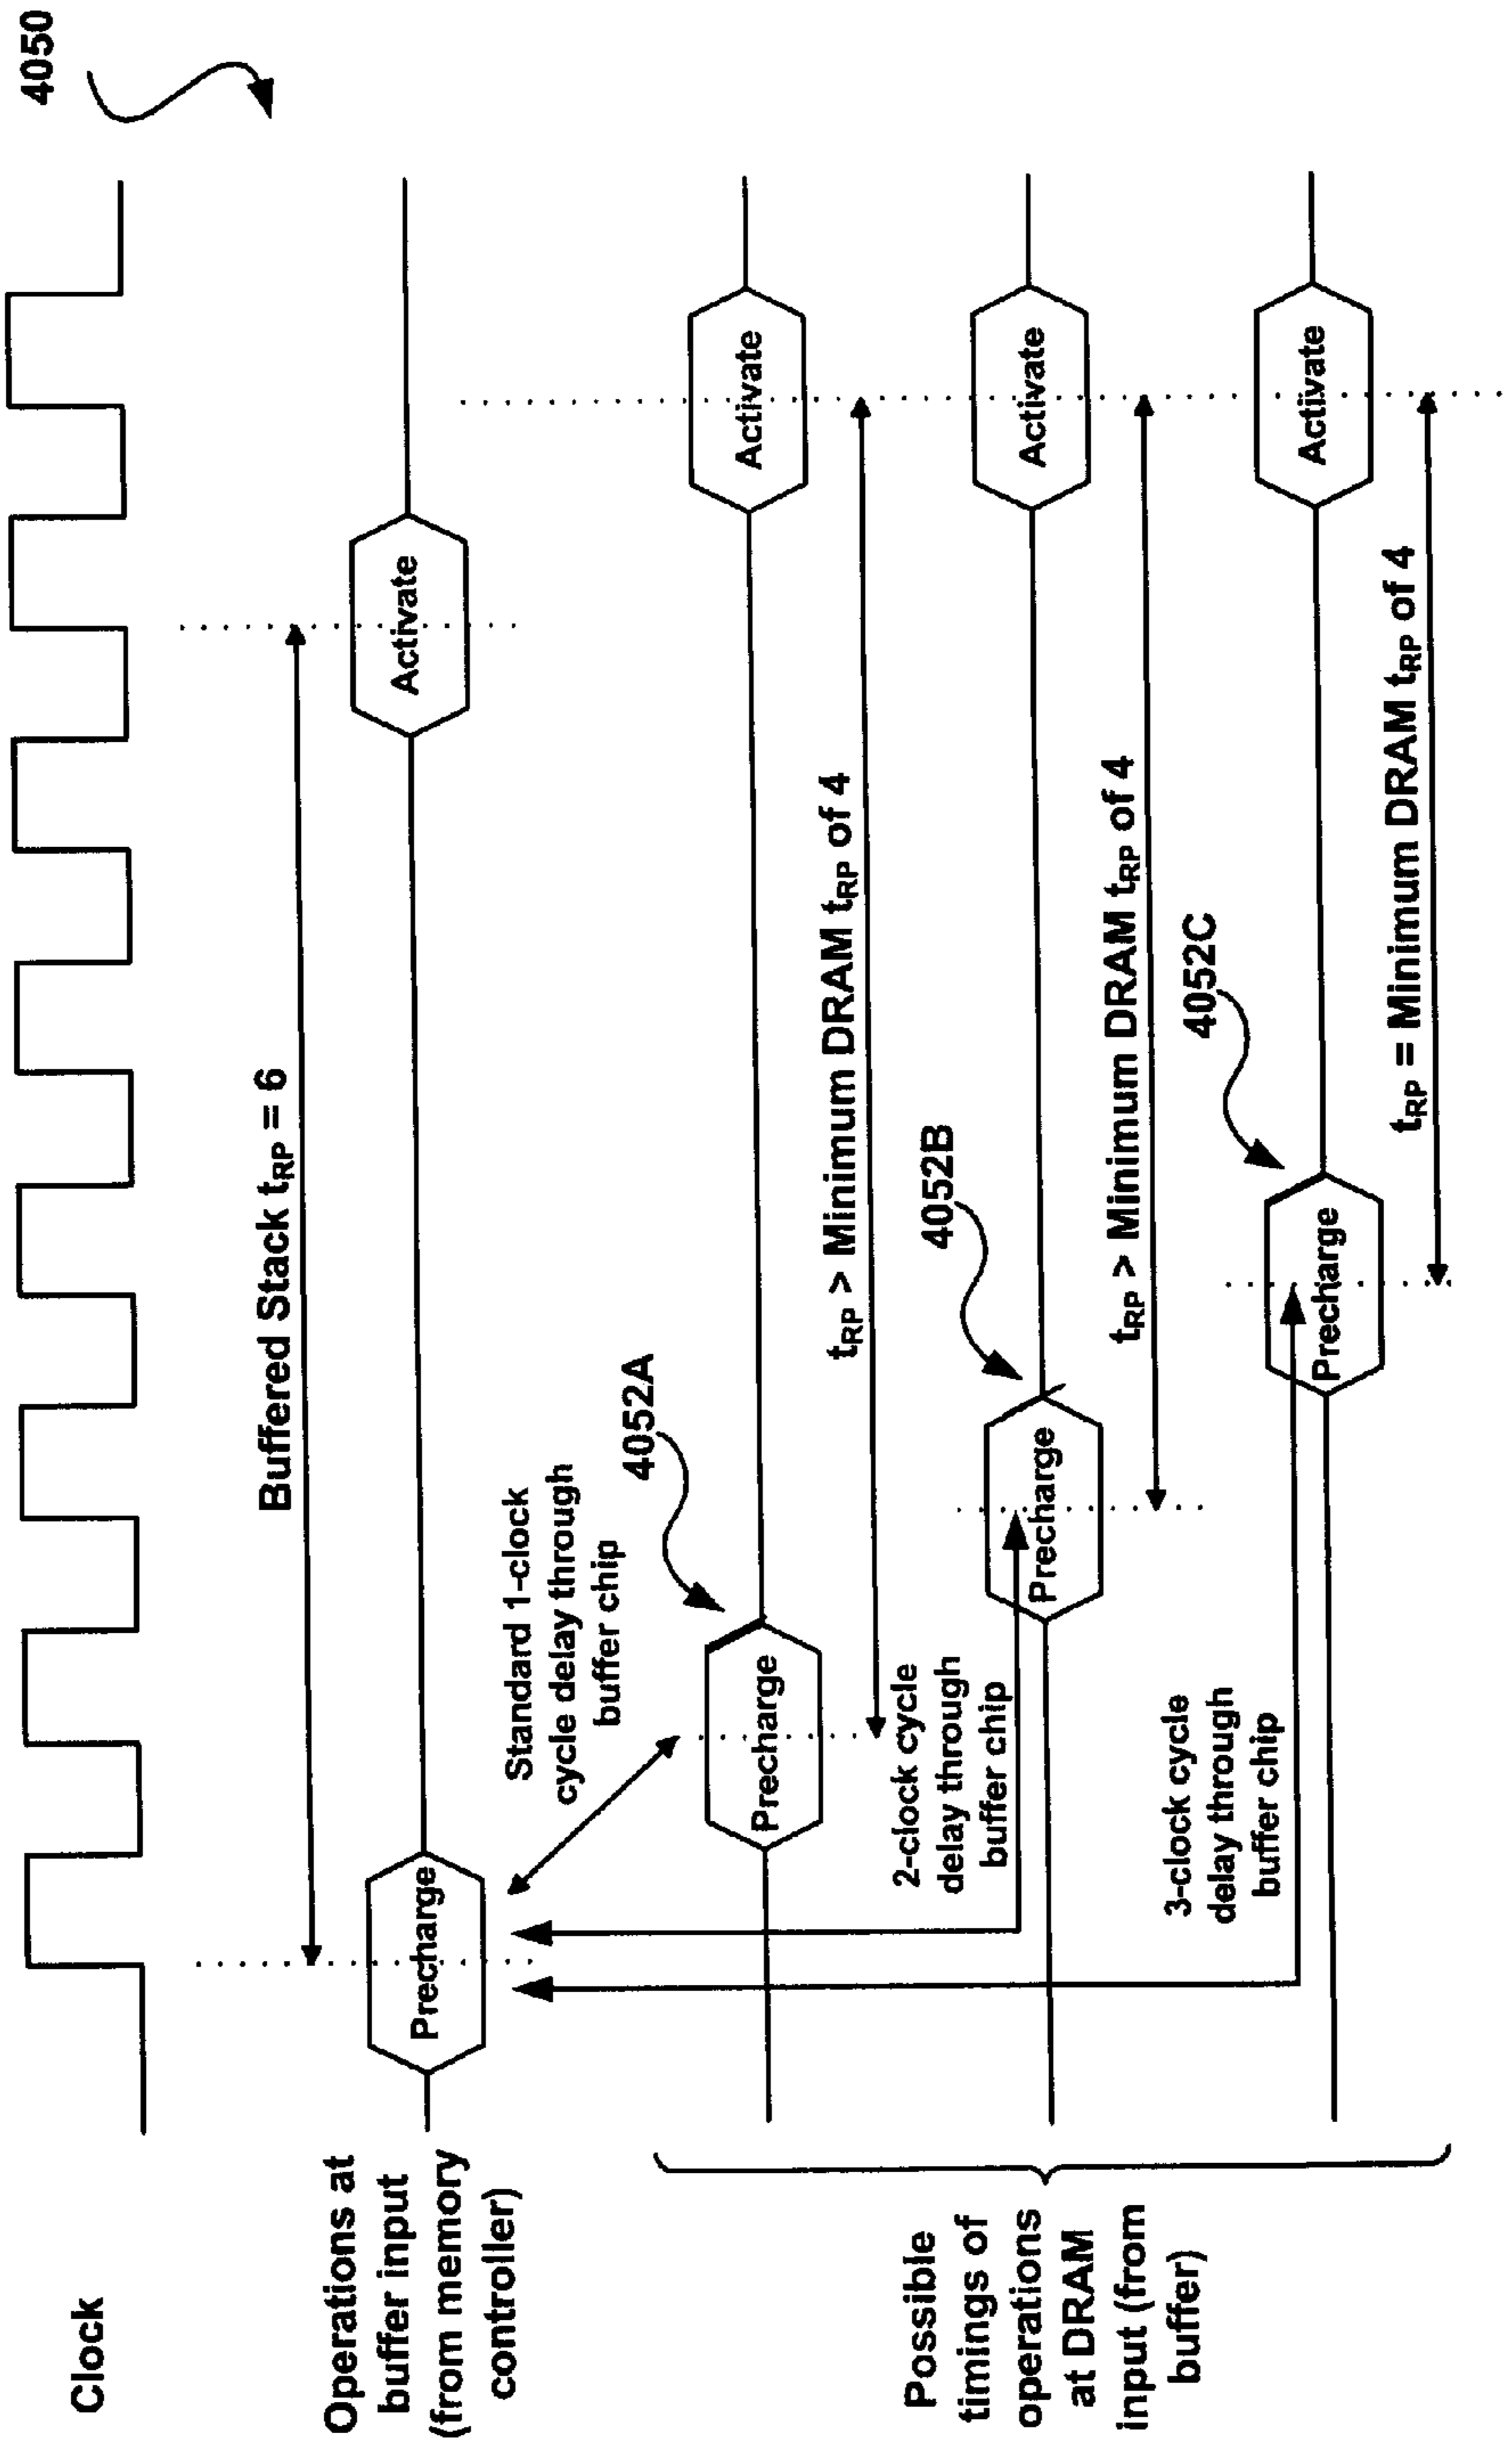 4050
Clock
Buffered Stack tRP = 6
Operations at
buffer input
(from memory
controller)
Precharge
Activate
Standard 1-clock
cycle delay through
buffer chip
4052A
Precharge
Activate
tRP > Minimum DRAM tRP of 4
2-clock cycle
delay through
buffer chip
4052B
Possible
timings of
operations
at DRAM
input (from
buffer)
Precharge
Activate
tRP > Minimum DRAM tRP of 4
3-clock cycle
delay through
buffer chip
4052C
Precharge
Activate
tRP = Minimum DRAM tRP of 4